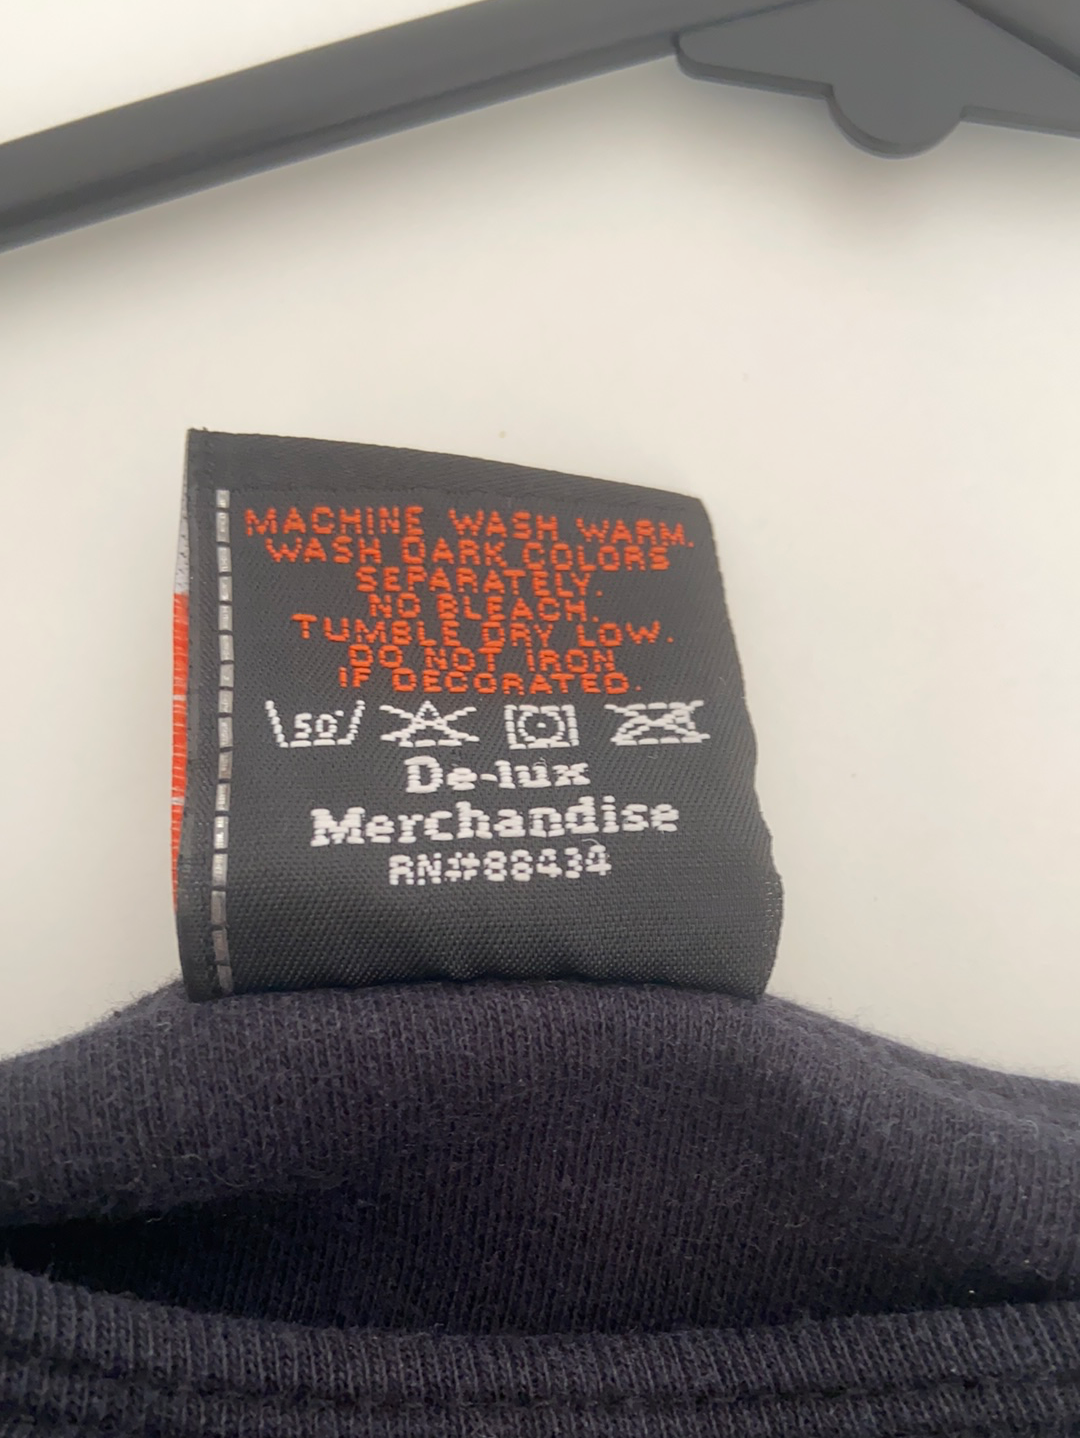 MACHINE WASH WARM.
WASH DARK COLORS
SEPARATELY.
NO BLEACH.
TUMBLE DRY LOW.
DO NOT IRON
IF DECORATED.
50°
De-lux
Merchandise
RN#88434